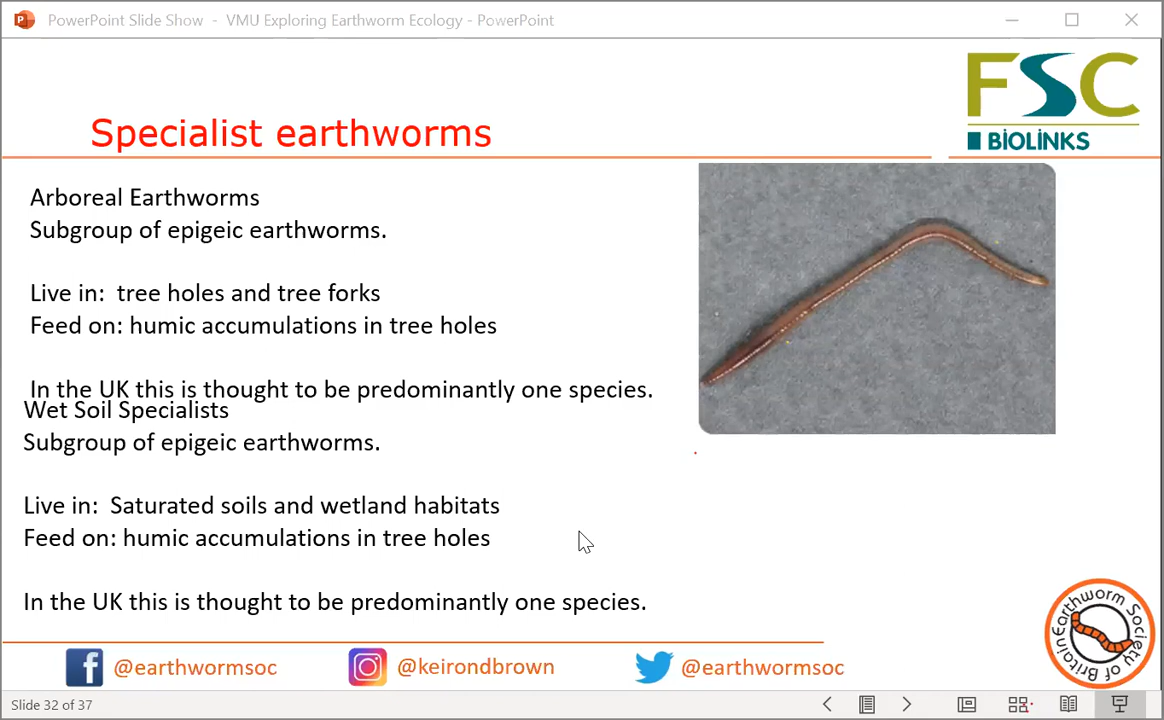 PowerPoint Slide Show - VMU Exploring Earthworm Ecology - PowerPoint
FSC
BIOLINKS
Specialist earthworms
Arboreal Earthworms
Subgroup of epigeic earthworms.
Live in: tree holes and tree forks
Feed on: humic accumulations in tree holes
In the UK this is thought to be predominantly one species.
Wet Soil Specialists
Subgroup of epigeic earthworms.
Live in: Saturated soils and wetland habitats
Feed on: humic accumulations in tree holes
In the UK this is thought to be predominantly one species.
Earthworm Society of Britain
@earthwormsoc
@keirondbrown
@earthwormsoc
Slide 32 of 37